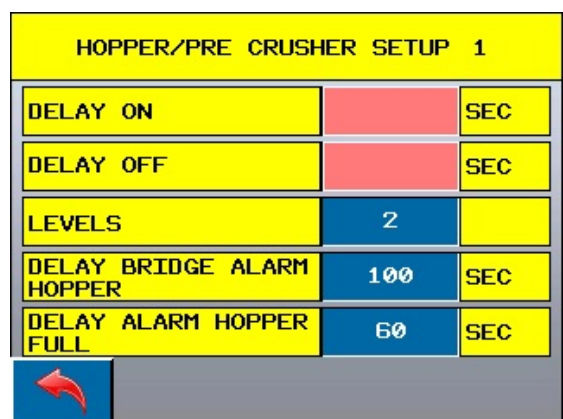 HOPPER/PRE CRUSHER SETUP 1
DELAY ON SEC
DELAY OFF SEC
LEVELS 2
DELAY BRIDGE ALARM
HOPPER 100 SEC
DELAY ALARM HOPPER
FULL 60 SEC